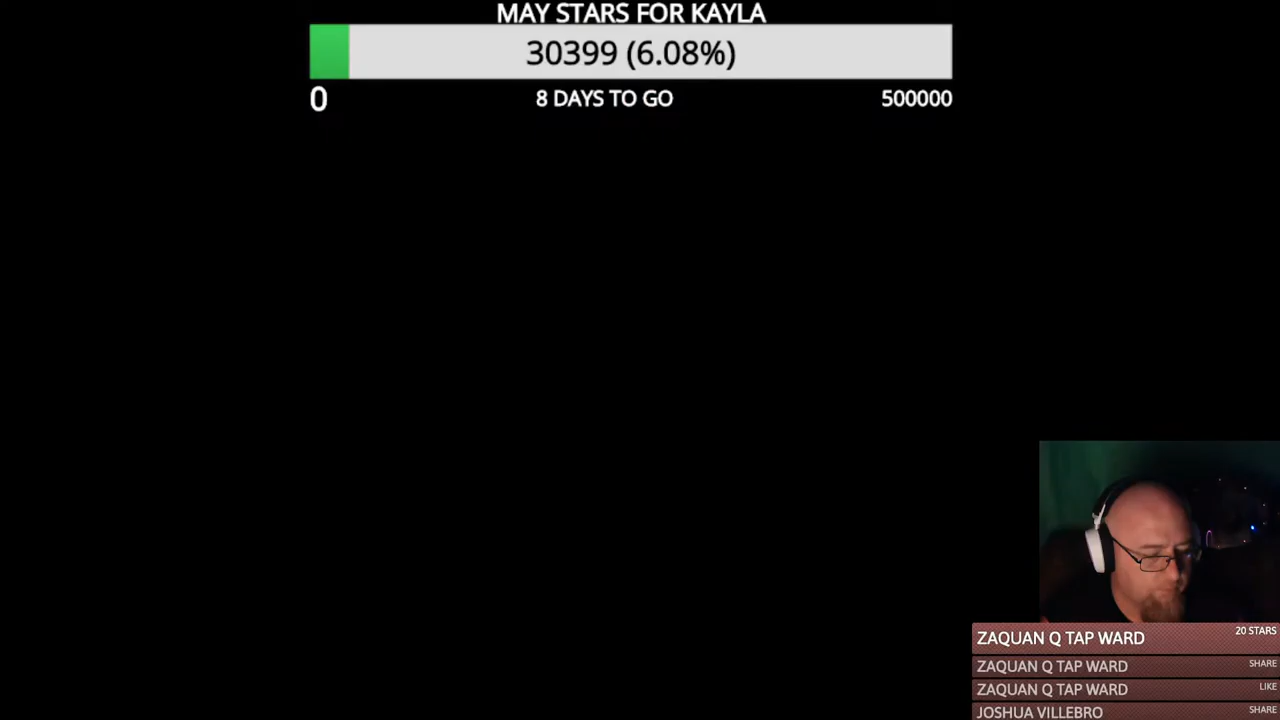 MAY STARS FOR KAYLA
30399 (6.08%)
0 8 DAYS TO GO 500000
ZAQUAN Q TAP WARD 20 STARS
ZAQUAN Q TAP WARD SHARE
ZAQUAN Q TAP WARD LIKE
JOSHUA VILLEBRO SHARE